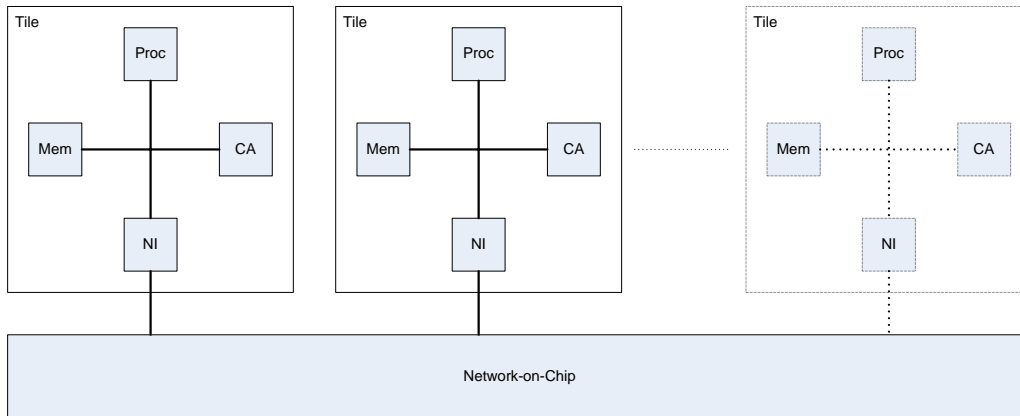 Tile
Proc
Mem
CA
NI
Tile
Proc
Mem
CA
NI
Tile
Proc
Mem
CA
NI
Network-on-Chip